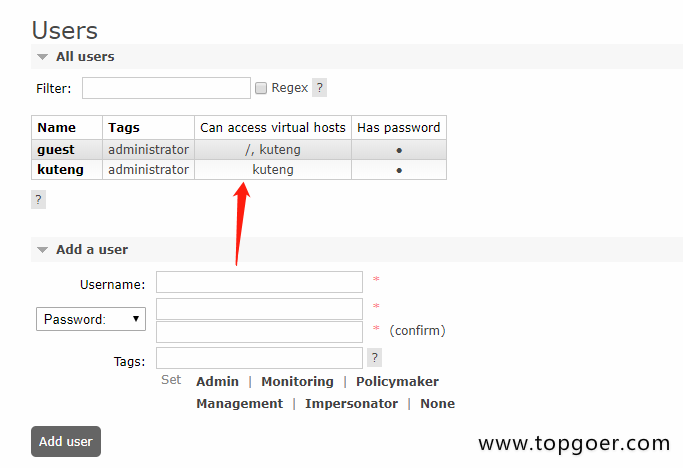 Users
All users
Filter: Regex ?
Name Tags Can access virtual hosts Has password
guest administrator /, kuteng ●
kuteng administrator kuteng ●
?
Add a user
Username: *
Password: *
* (confirm)
Tags: ?
Set Admin | Monitoring | Policymaker
Management | Impersonator | None
Add user
www.topgoer.com